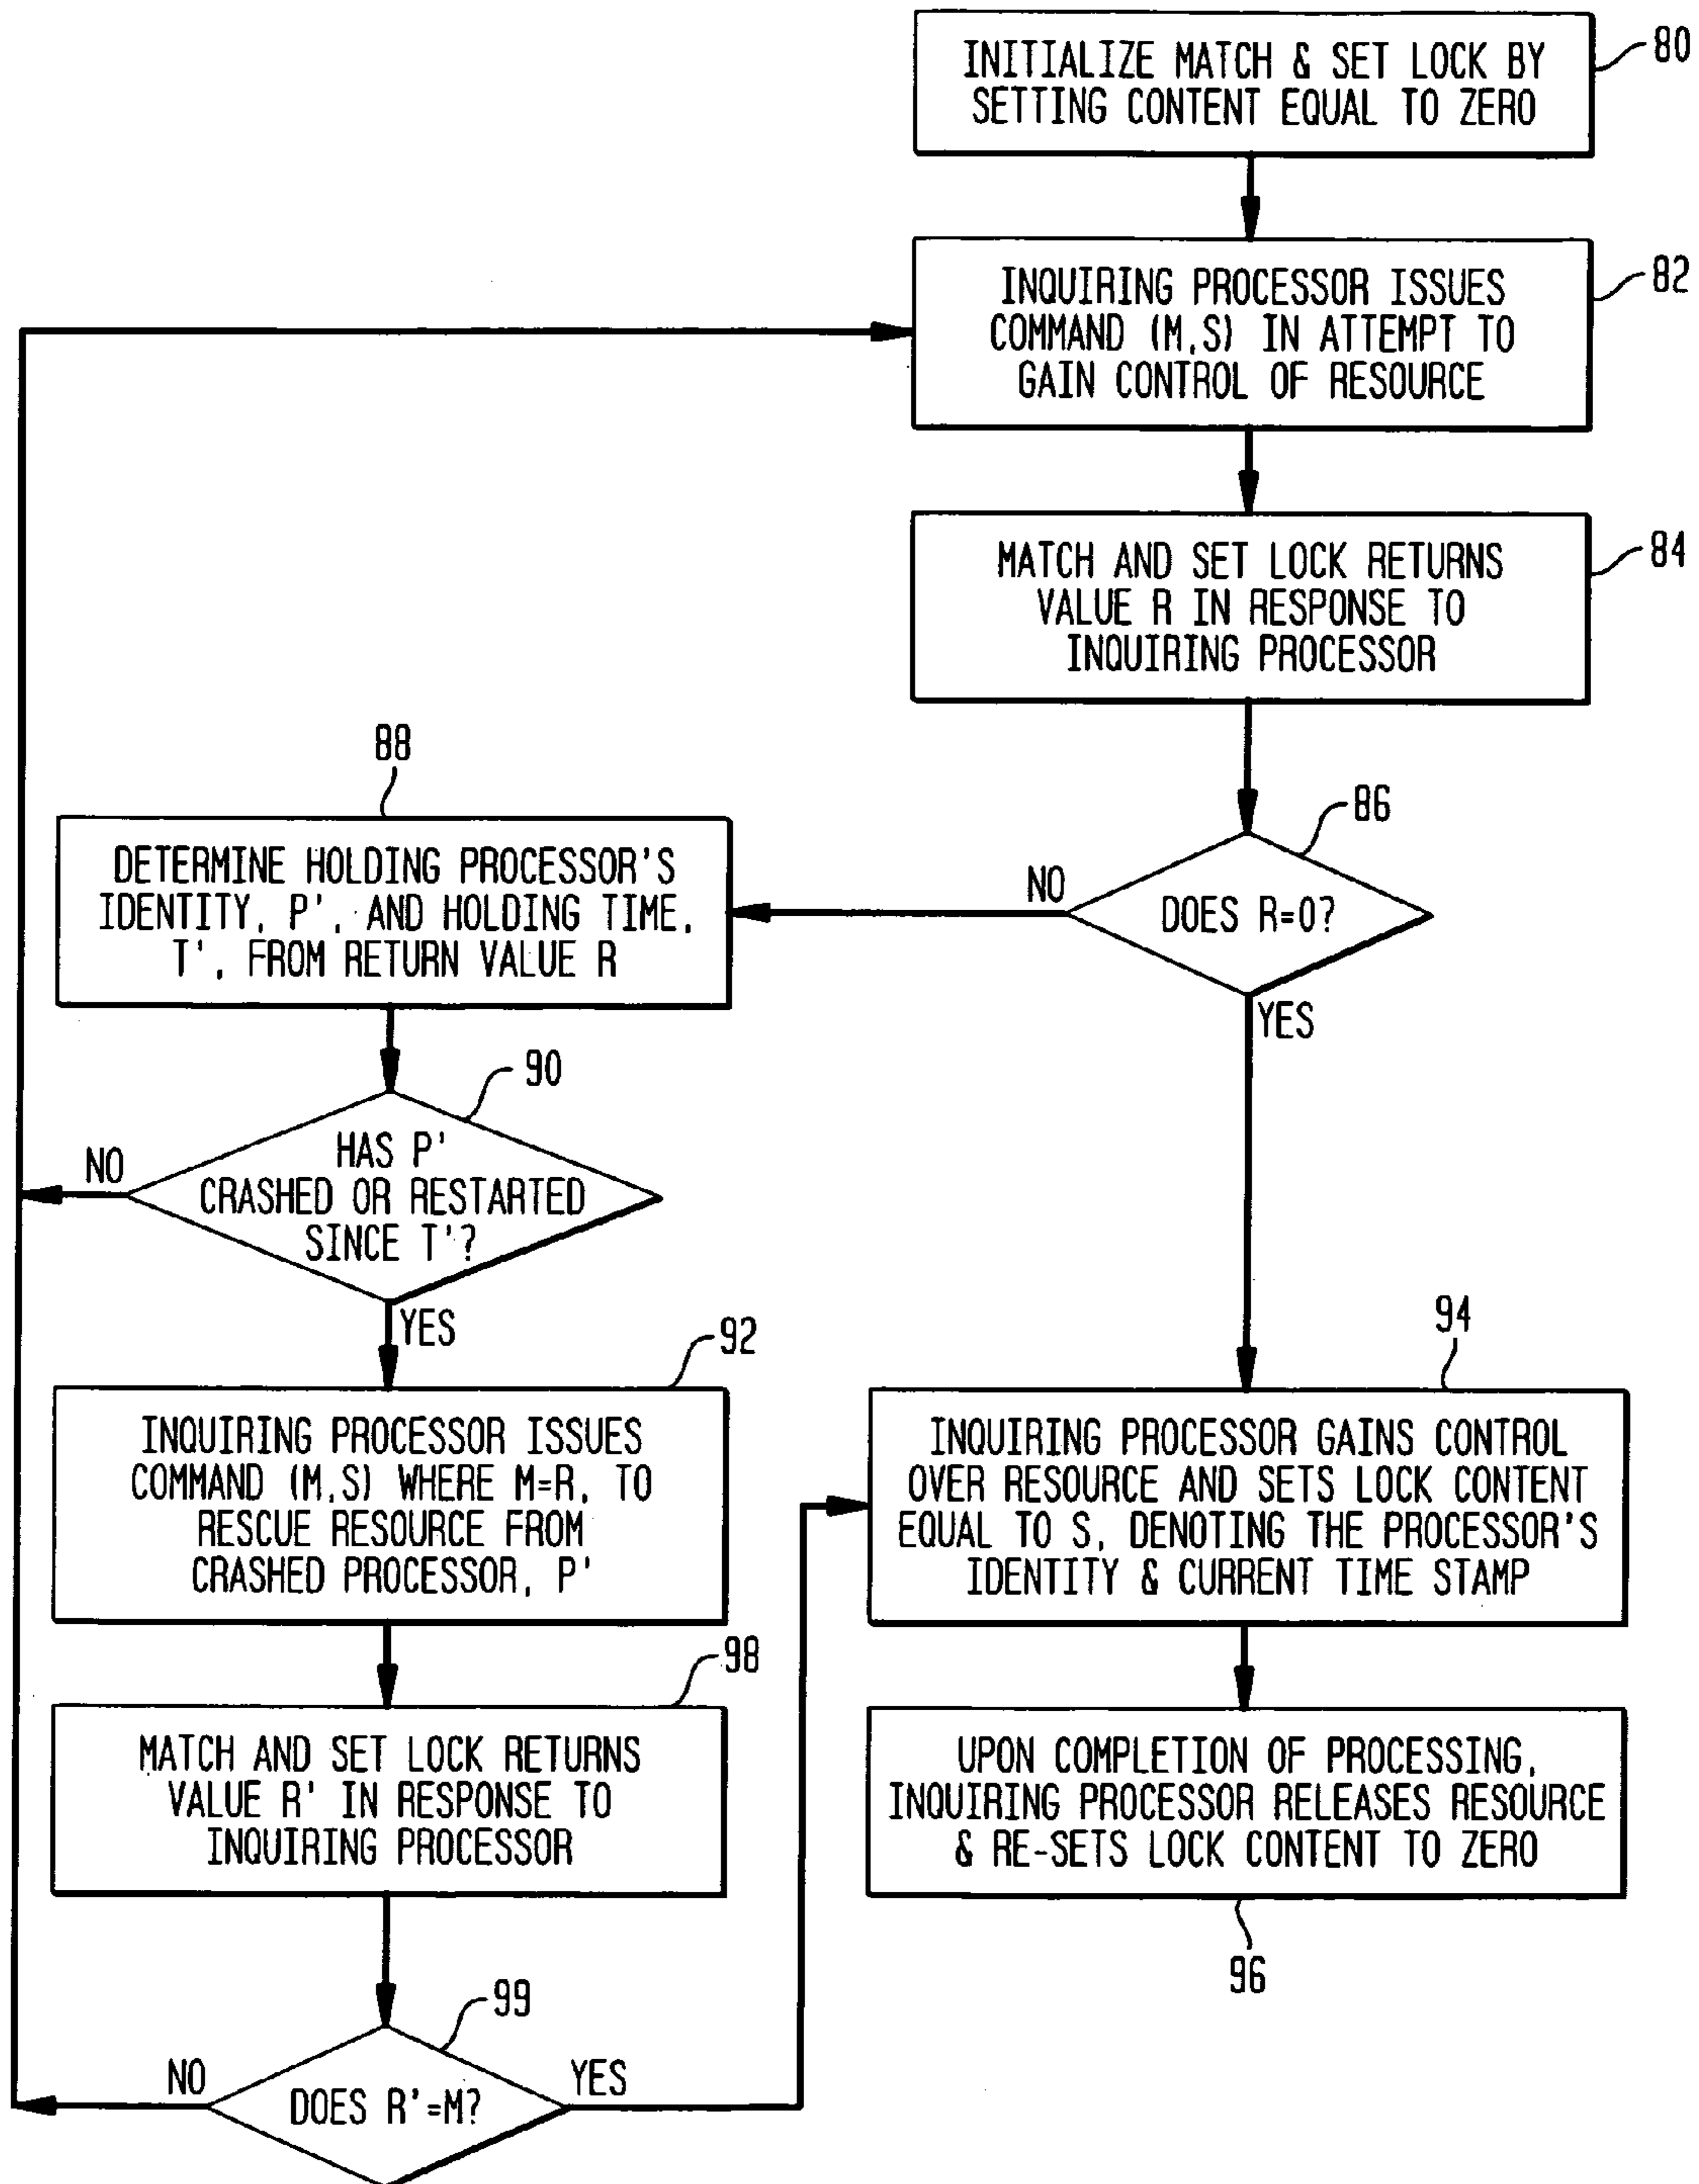 INITIALIZE MATCH & SET LOCK BY
SETTING CONTENT EQUAL TO ZERO
80
INQUIRING PROCESSOR ISSUES
COMMAND (M,S) IN ATTEMPT TO
GAIN CONTROL OF RESOURCE
82
MATCH AND SET LOCK RETURNS
VALUE R IN RESPONSE TO
INQUIRING PROCESSOR
84
DOES R=0?
86
NO
YES
88
DETERMINE HOLDING PROCESSOR'S
IDENTITY, P', AND HOLDING TIME,
T', FROM RETURN VALUE R
90
HAS P'
CRASHED OR RESTARTED
SINCE T'?
NO
YES
92
INQUIRING PROCESSOR ISSUES
COMMAND (M,S) WHERE M=R, TO
RESCUE RESOURCE FROM
CRASHED PROCESSOR, P'
94
INQUIRING PROCESSOR GAINS CONTROL
OVER RESOURCE AND SETS LOCK CONTENT
EQUAL TO S, DENOTING THE PROCESSOR'S
IDENTITY & CURRENT TIME STAMP
98
MATCH AND SET LOCK RETURNS
VALUE R' IN RESPONSE TO
INQUIRING PROCESSOR
UPON COMPLETION OF PROCESSING,
INQUIRING PROCESSOR RELEASES RESOURCE
& RE-SETS LOCK CONTENT TO ZERO
96
99
DOES R'=M?
NO
YES